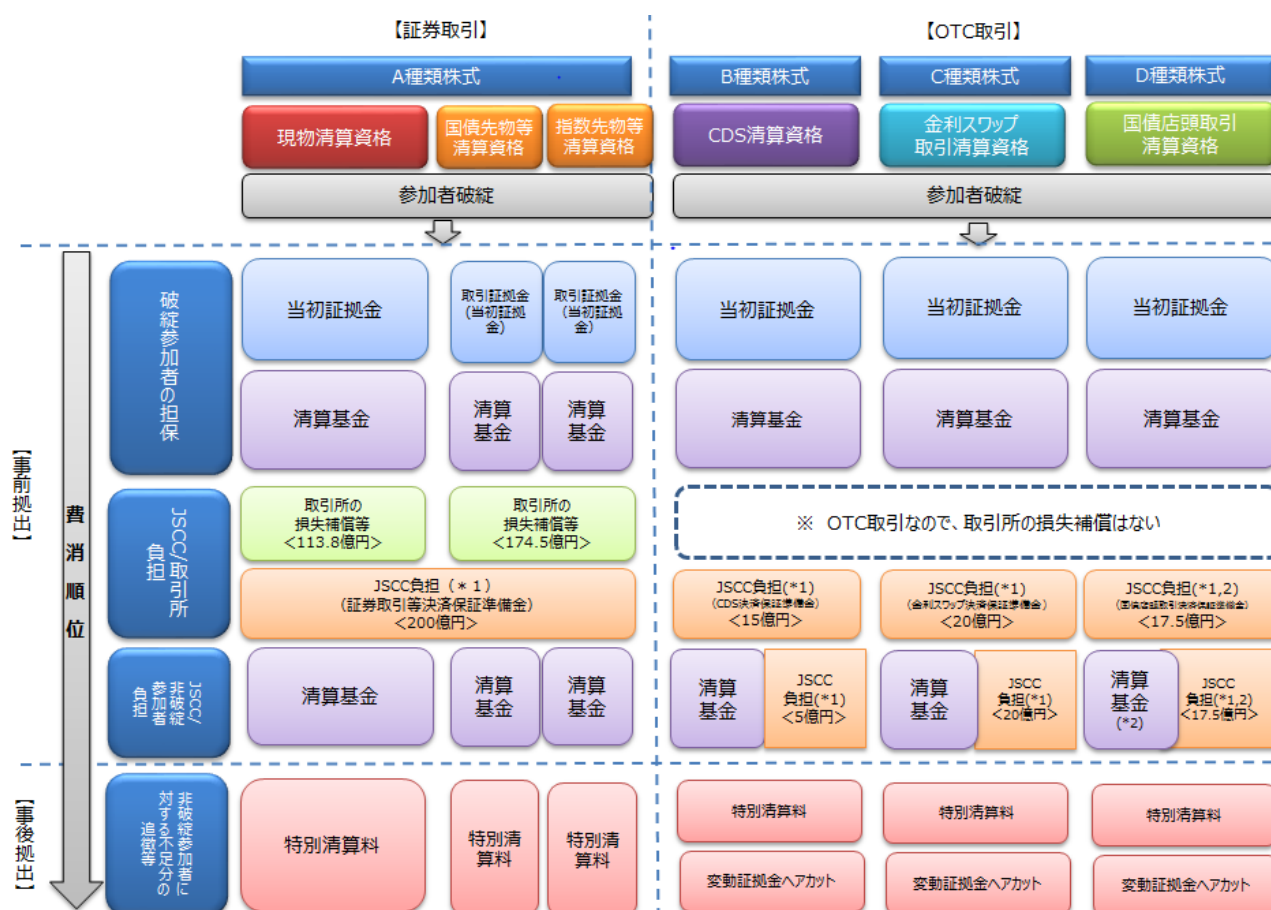 【証券取引】
【OTC取引】
A種類株式
B種類株式
C種類株式
D種類株式
現物清算資格
国債先物等
清算資格
指数先物等
清算資格
CDS清算資格
金利スワップ
取引清算資格
国債店頭取引
清算資格
参加者破綻
参加者破綻
【事前拠出】
【事後拠出】
費消順位
破綻参加者の担保
当初証拠金
取引証拠金
(当初証拠
金)
取引証拠金
(当初証拠
金)
当初証拠金
当初証拠金
当初証拠金
清算基金
清算
基金
清算
基金
清算基金
清算基金
清算基金
JSCC/取引所
負担
取引所の
損失補償等
<113.8億円>
取引所の
損失補償等
<174.5億円>
※ OTC取引なので、取引所の損失補償はない
JSCC負担（*1）
(証券取引等決済保証準備金)
<200億円>
JSCC負担(*1)
(CDS決済保証準備金)
<15億円>
JSCC負担(*1)
(金利スワップ決済保証準備金)
<20億円>
JSCC負担(*1,2)
(国債店頭取引決済保証準備金)
<17.5億円>
JSCC/
非破綻
参加者
負担
清算基金
清算
基金
清算
基金
清算
基金
JSCC
負担(*1)
<5億円>
清算
基金
JSCC
負担(*1)
<20億円>
清算
基金
(*2)
JSCC
負担(*1,2)
<17.5億円>
非破綻参加者に
対する不足分の
追徴等
特別清算料
特別清
算料
特別清
算料
特別清算料
特別清算料
特別清算料
変動証拠金ヘアカット
変動証拠金ヘアカット
変動証拠金ヘアカット